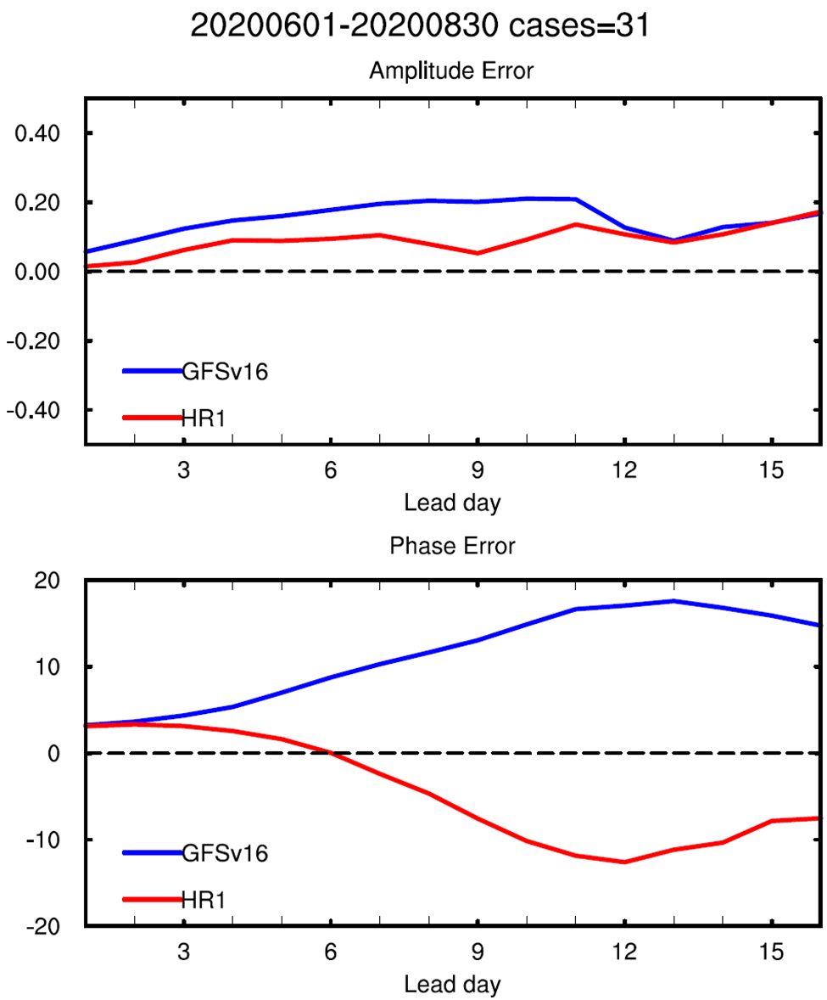 20200601-20200830 cases=31
Amplitude Error
0.40
0.20
0.00
-0.20
-0.40
GFSv16
HR1
3 6 9 12 15
Lead day
Phase Error
20
10
0
-10
-20
GFSv16
HR1
3 6 9 12 15
Lead day